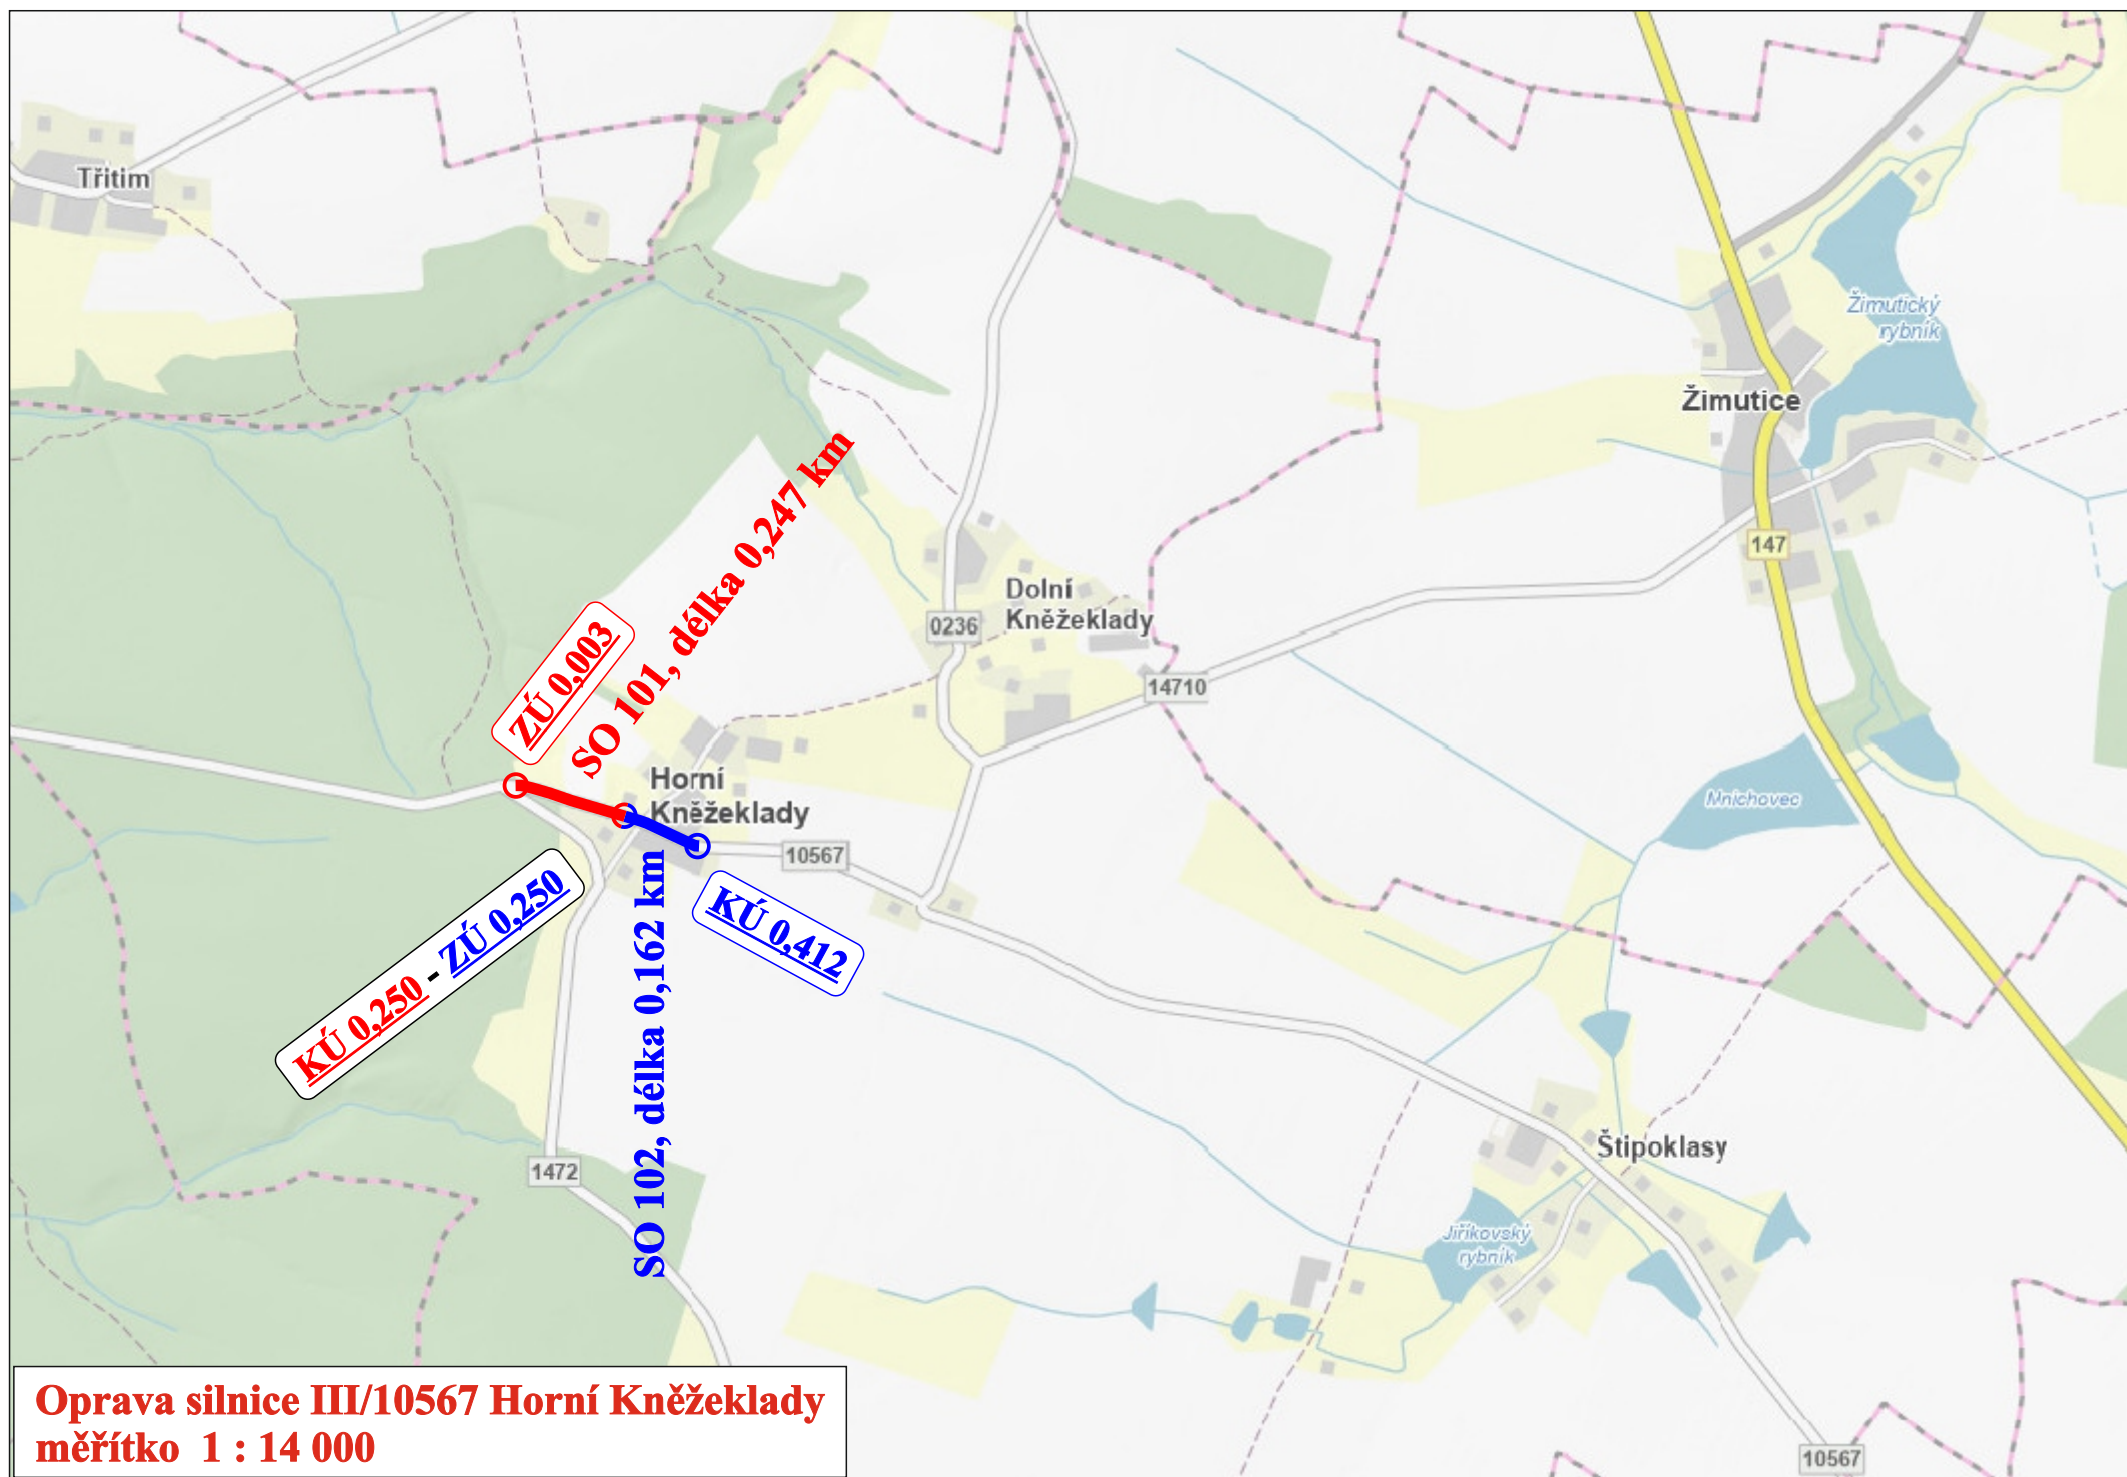 Třitim
Žimutický
rybník
Žimutice
SO 101, délka 0,247 km
147
Dolní
Kněžeklady
0236
ZÚ 0,003
14710
Horní
Kněžeklady
Mnichovec
10567
KÚ 0,250 - ZÚ 0,250
KÚ 0,412
SO 102, délka 0,162 km
Štipoklasy
1472
Jiříkovský
rybník
Oprava silnice III/10567 Horní Kněžeklady
měřítko 1 : 14 000
10567